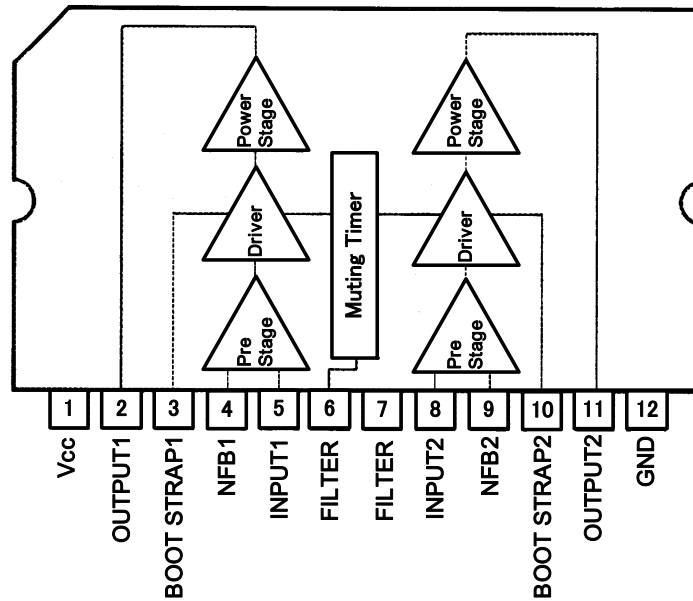 Power
Stage
Power
Stage
Driver
Muting Timer
Driver
Pre
Stage
Pre
Stage
1 2 3 4 5 6 7 8 9 10 11 12
Vcc
OUTPUT1
BOOT STRAP1
NFB1
INPUT1
FILTER
FILTER
INPUT2
NFB2
BOOT STRAP2
OUTPUT2
GND